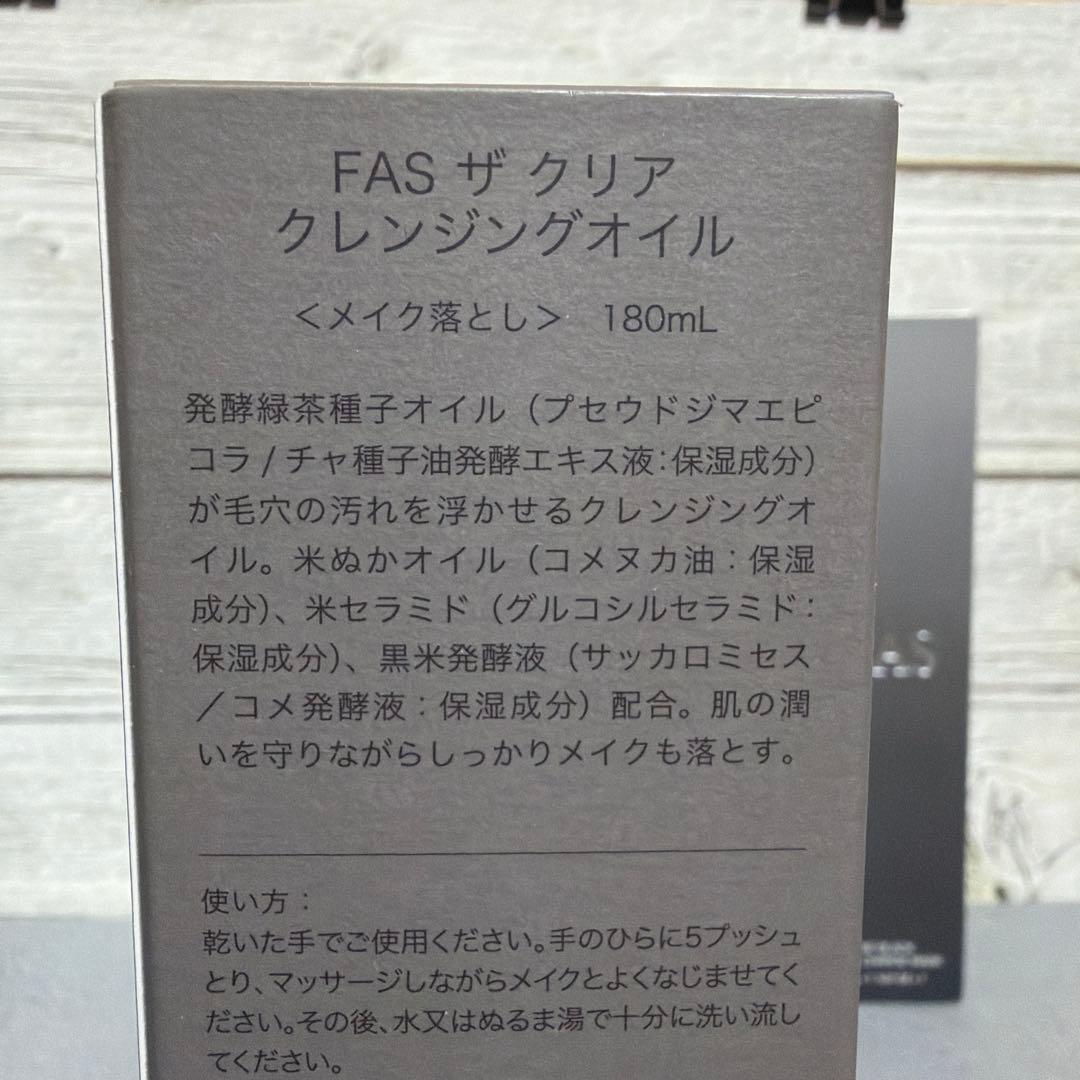 FAS ザ クリア
クレンジングオイル
＜メイク落とし＞ 180mL
発酵緑茶種子オイル（プセウドジマエピ
コラ/チャ種子油発酵エキス液：保湿成分）
が毛穴の汚れを浮かせるクレンジングオ
イル。米ぬかオイル（コメヌカ油：保湿
成分）、米セラミド（グルコシルセラミド：
保湿成分）、黒米発酵液（サッカロミセス
／コメ発酵液：保湿成分）配合。肌の潤
いを守りながらしっかりメイクも落とす。
使い方：
乾いた手でご使用ください。手のひらに5プッシュ
とり、マッサージしながらメイクとよくなじませてく
ださい。その後、水又はぬるま湯で十分に洗い流し
てください。
AS